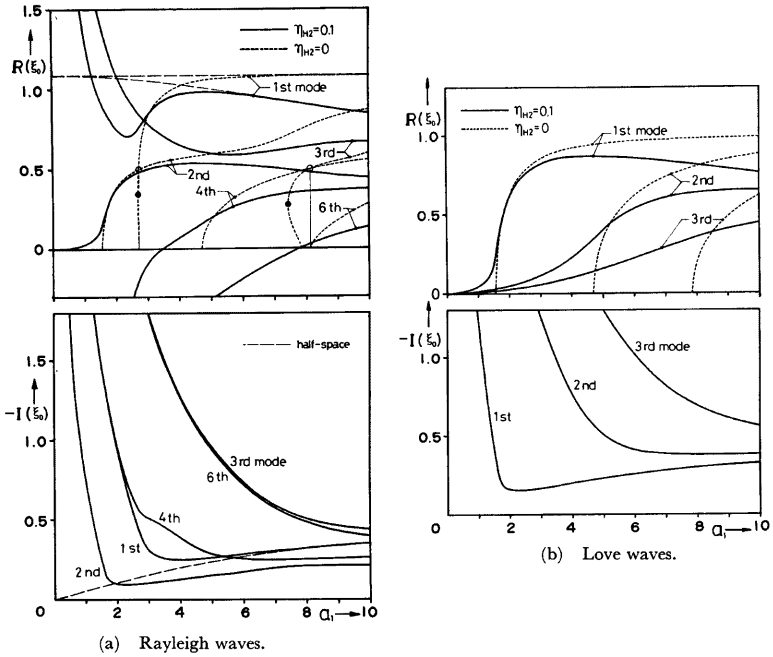 1.5
R(ξ₀)
1.0
0.5
0
η_H2=0.1
η_H2=0
1st mode
3rd
2nd
4th
6th
1.5
-I(ξ₀)
1.0
0.5
0
half-space
3rd mode
6th
4th
1st
2nd
2
4
6
8
10
a₁→
(a) Rayleigh waves.
R(ξ₀)
1.0
0.5
0
η_H2=0.1
η_H2=0
1st mode
2nd
3rd
-I(ξ₀)
1.0
0.5
0
3rd mode
2nd
1st
2
4
6
8
10
a₁→
(b) Love waves.